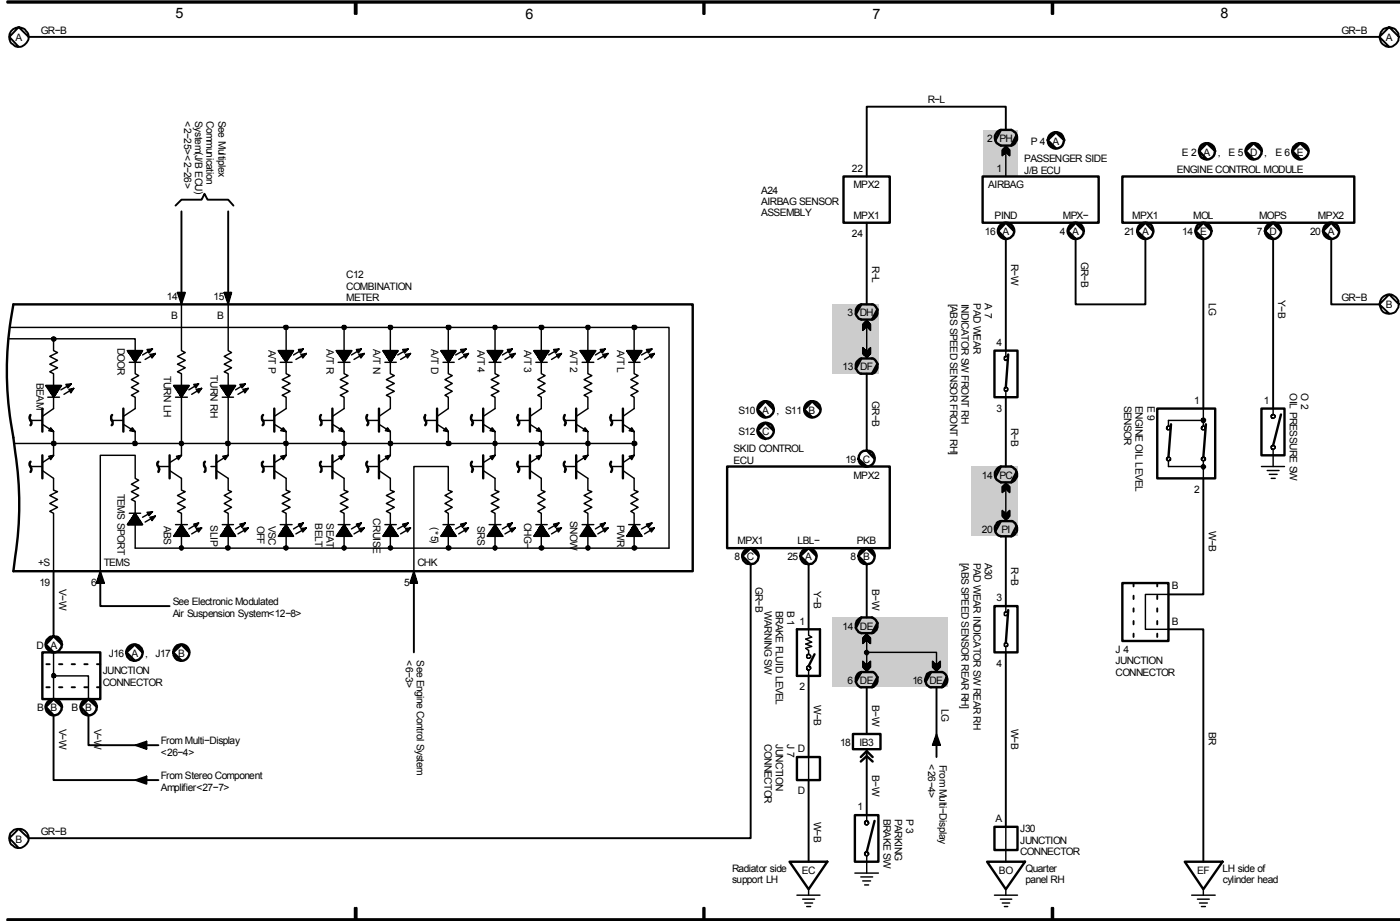 5
6
7
8
A
GR-B
GR-B
A
See Multiplex
Communication
System(J/B ECU)
<2-25><2-26>
R-L
2
PH
P 4
A
1
PASSENGER SIDE
J/B ECU
E 2
A
,
E 5
D
,
E 6
E
ENGINE CONTROL MODULE
22
MPX2
A24
AIRBAG SENSOR
ASSEMBLY
MPX1
24
AIRBAG
PIND
MPX-
16
A
4
A
MPX1
MOL
MOPS
MPX2
21
A
14
E
7
D
20
A
GR-B
GR-B
B
R-L
R-W
LG
Y-B
C12
COMBINATION
METER
14
15
B
B
3
DH
13
DF
GR-B
A 7
PAD WEAR
INDICATOR SW FRONT RH
[ABS SPEED SENSOR FRONT RH]
4
3
R-B
BEAM
DOOR
TURN LH
TURN RH
A/T P
A/T R
A/T N
A/T D
A/T 4
A/T 3
A/T 2
A/T L
S10
A
,
S11
B
S12
C
SKID CONTROL
ECU
19
C
MPX2
1
E 9
ENGINE OIL LEVEL
SENSOR
2
1
O 2
OIL PRESSURE SW
14
PC
20
PI
TEMS SPORT
ABS
SLIP
VSC
OFF
SEAT
BELT
CRUISE
(*5)
SRS
CHG-
SNOW
PWR
MPX1
LBL-
PKB
8
C
25
A
8
B
+S
TEMS
CHK
19
6
5
V-W
See Electronic Modulated
Air Suspension System<12-8>
GR-B
Y-B
B-W
R-B
W-B
B 1
BRAKE FLUID LEVEL
WARNING SW
1
2
14
DE
6
DE
16
DE
A30
PAD WEAR INDICATOR SW REAR RH
[ABS SPEED SENSOR REAR RH]
3
4
B
B
J 4
JUNCTION
CONNECTOR
D
A
J16
A
,
J17
B
JUNCTION
CONNECTOR
B
B
B
B
V-W
V-W
From Multi-Display
<26-4>
From Stereo Component
Amplifier<27-7>
See Engine Control System
<6-3>
W-B
B-W
LG
W-B
BR
18
IB3
J 7
JUNCTION
CONNECTOR
D
D
B-W
From Multi-Display
<26-4>
B
GR-B
W-B
1
P 3
PARKING
BRAKE SW
A
J30
JUNCTION
CONNECTOR
Radiator side
support LH
EC
BO
Quarter
panel RH
EF
LH side of
cylinder head